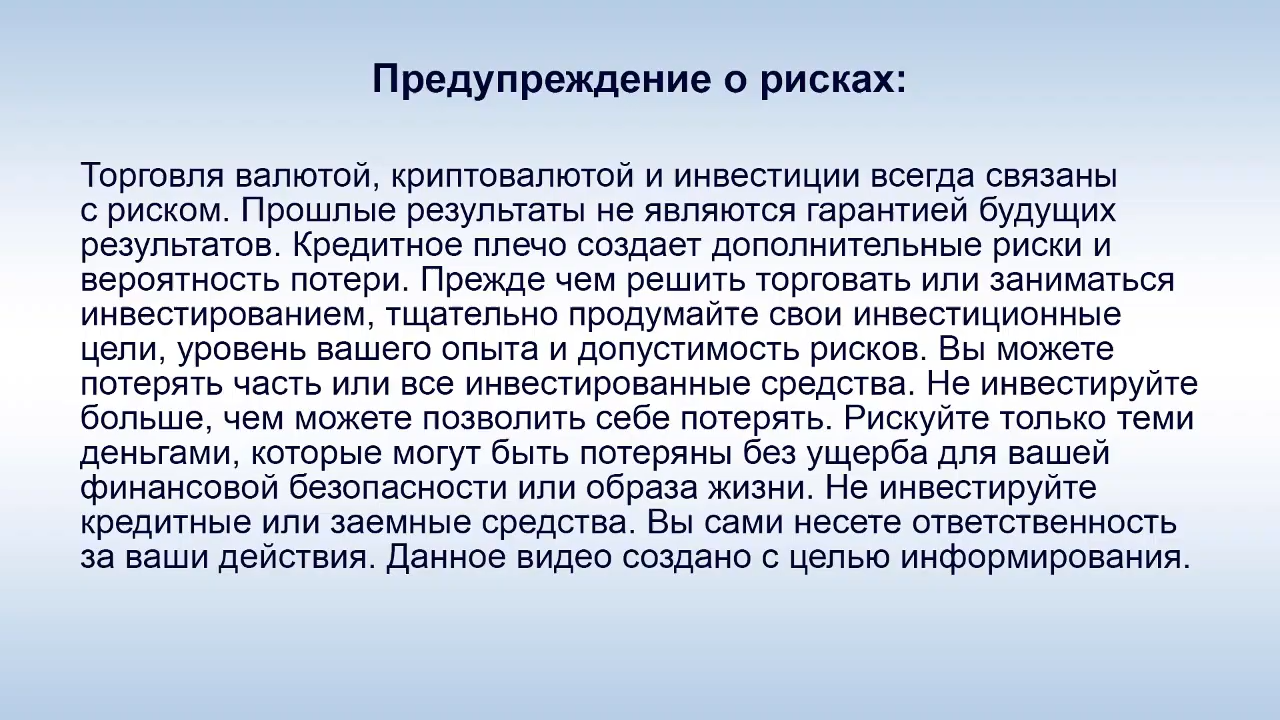 Предупреждение о рисках:
Торговля валютой, криптовалютой и инвестиции всегда связаны
с риском. Прошлые результаты не являются гарантией будущих
результатов. Кредитное плечо создает дополнительные риски и
вероятность потери. Прежде чем решить торговать или заниматься
инвестированием, тщательно продумайте свои инвестиционные
цели, уровень вашего опыта и допустимость рисков. Вы можете
потерять часть или все инвестированные средства. Не инвестируйте
больше, чем можете позволить себе потерять. Рискуйте только теми
деньгами, которые могут быть потеряны без ущерба для вашей
финансовой безопасности или образа жизни. Не инвестируйте
кредитные или заемные средства. Вы сами несете ответственность
за ваши действия. Данное видео создано с целью информирования.